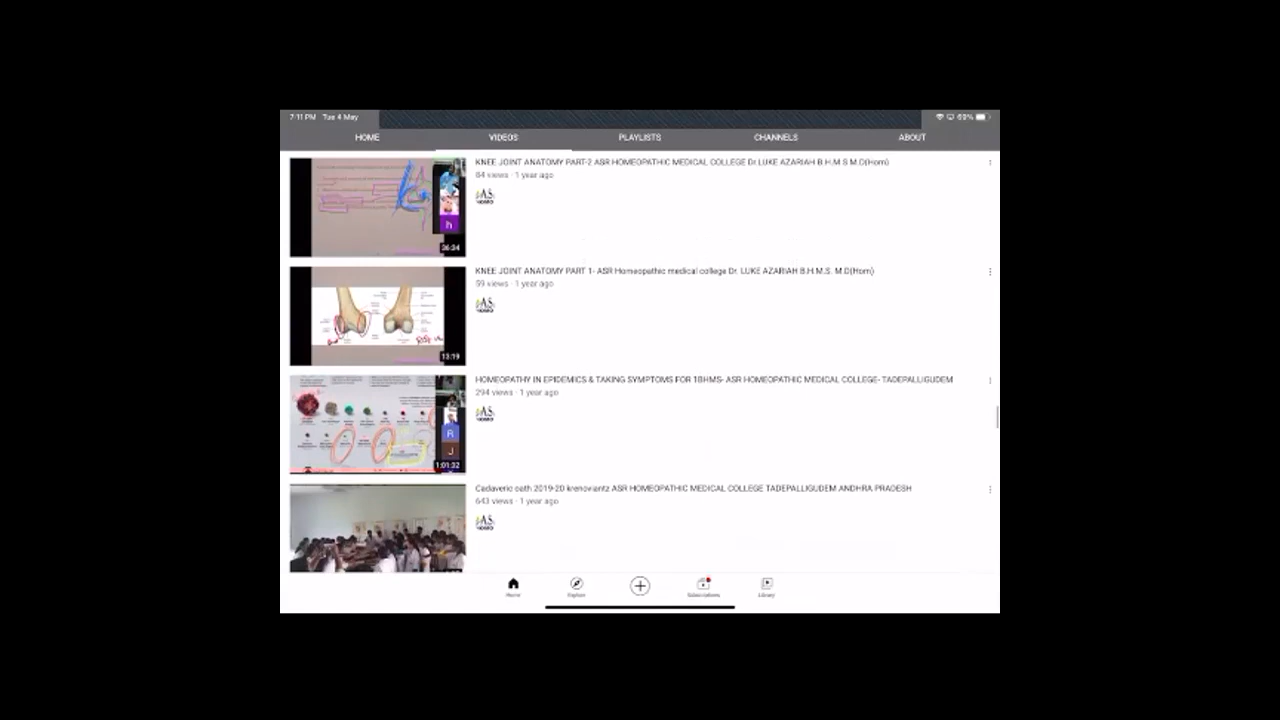 7:11 PM Tue 4 May
69%
HOME VIDEOS PLAYLISTS CHANNELS ABOUT
KNEE JOINT ANATOMY PART-2 ASR HOMEOPATHIC MEDICAL COLLEGE Dr LUKE AZARIAH B.H.M S M.D(Hom)
84 views · 1 year ago
h
36:34
KNEE JOINT ANATOMY PART 1- ASR Homeopathic medical college Dr. LUKE AZARIAH B.H.M.S. M.D(Hom)
59 views · 1 year ago
13:19
HOMEOPATHY IN EPIDEMICS & TAKING SYMPTOMS FOR 1BHMS- ASR HOMEOPATHIC MEDICAL COLLEGE- TADEPALLIGUDEM
294 views · 1 year ago
R
J
1:01:32
Cadaveric oath 2019-20 krenoviantz ASR HOMEOPATHIC MEDICAL COLLEGE TADEPALLIGUDEM ANDHRA PRADESH
643 views · 1 year ago
Home Explore Subscriptions Library